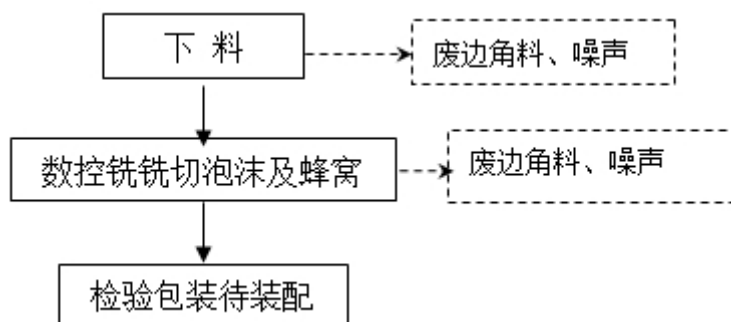 下 料
废边角料、噪声
数控铣铣切泡沫及蜂窝
废边角料、噪声
检验包装待装配